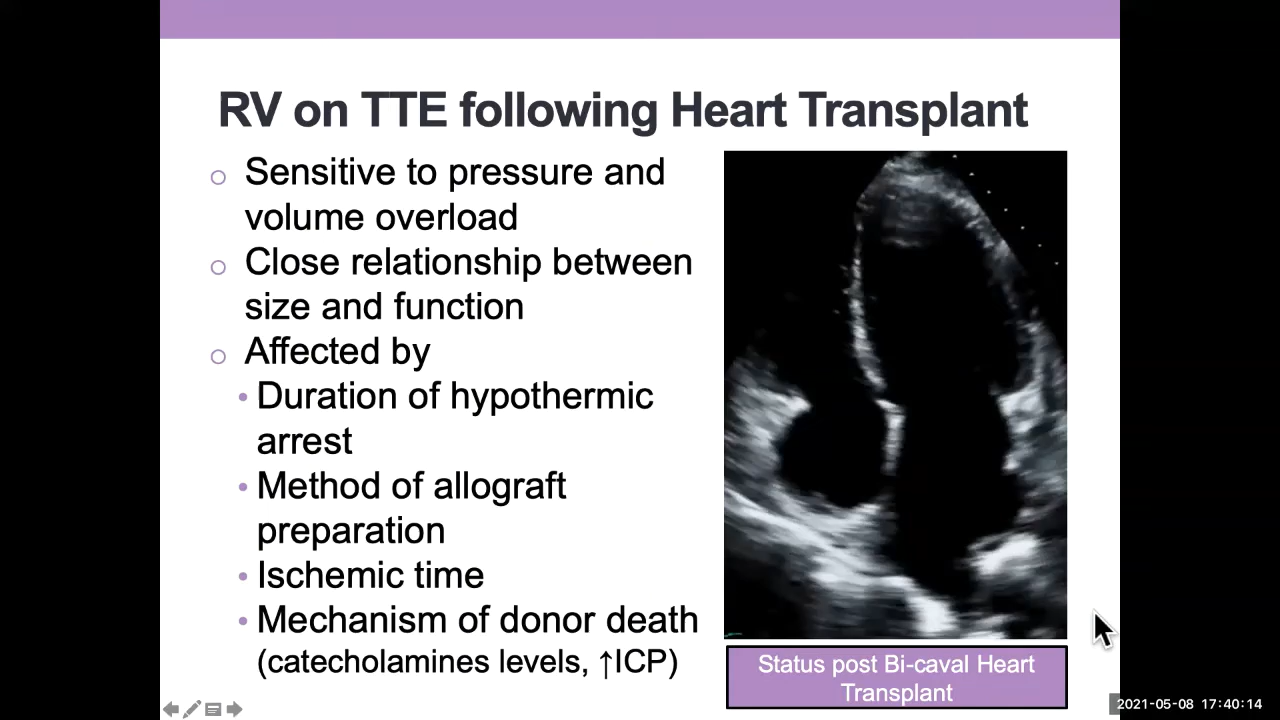 RV on TTE following Heart Transplant
Sensitive to pressure and
volume overload
Close relationship between
size and function
Affected by
Duration of hypothermic
arrest
Method of allograft
preparation
Ischemic time
Mechanism of donor death
(catecholamines levels, ↑ICP)
Status post Bi-caval Heart
Transplant
2021-05-08 17:40:14